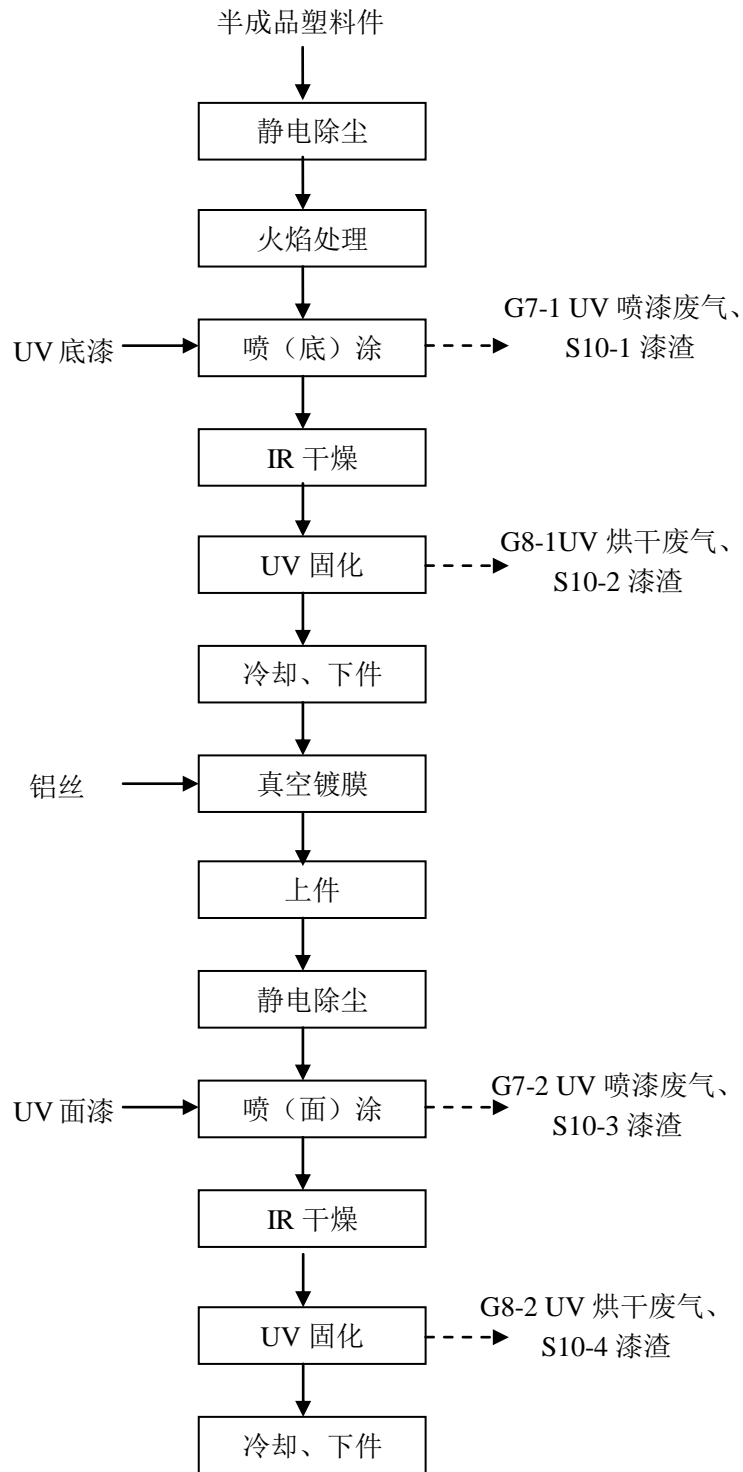 半成品塑料件
静电除尘
火焰处理
G7-1 UV 喷漆废气、
S10-1 漆渣
UV 底漆
喷（底）涂
IR 干燥
G8-1UV 烘干废气、
S10-2 漆渣
UV 固化
冷却、下件
铝丝
真空镀膜
上件
静电除尘
G7-2 UV 喷漆废气、
S10-3 漆渣
UV 面漆
喷（面）涂
IR 干燥
G8-2 UV 烘干废气、
S10-4 漆渣
UV 固化
冷却、下件